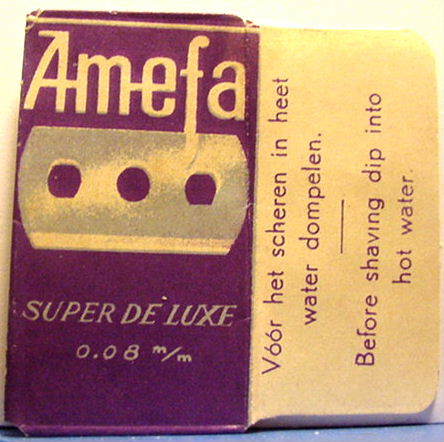 Amefa
SUPER DE LUXE
0.08 m/m
Vóór het scheren in heet
water dompelen.
Before shaving dip into
hot water.